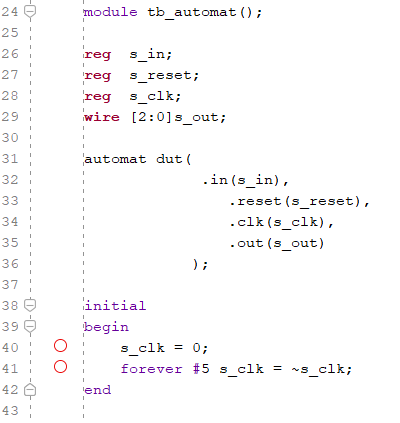 24 module tb_automat();
25
26 reg  s_in;
27 reg  s_reset;
28 reg  s_clk;
29 wire [2:0]s_out;
30
31 automat dut(
32 .in(s_in),
33 .reset(s_reset),
34 .clk(s_clk),
35 .out(s_out)
36 );
37
38 initial
39 begin
40 s_clk = 0;
41 forever #5 s_clk = ~s_clk;
42 end
43